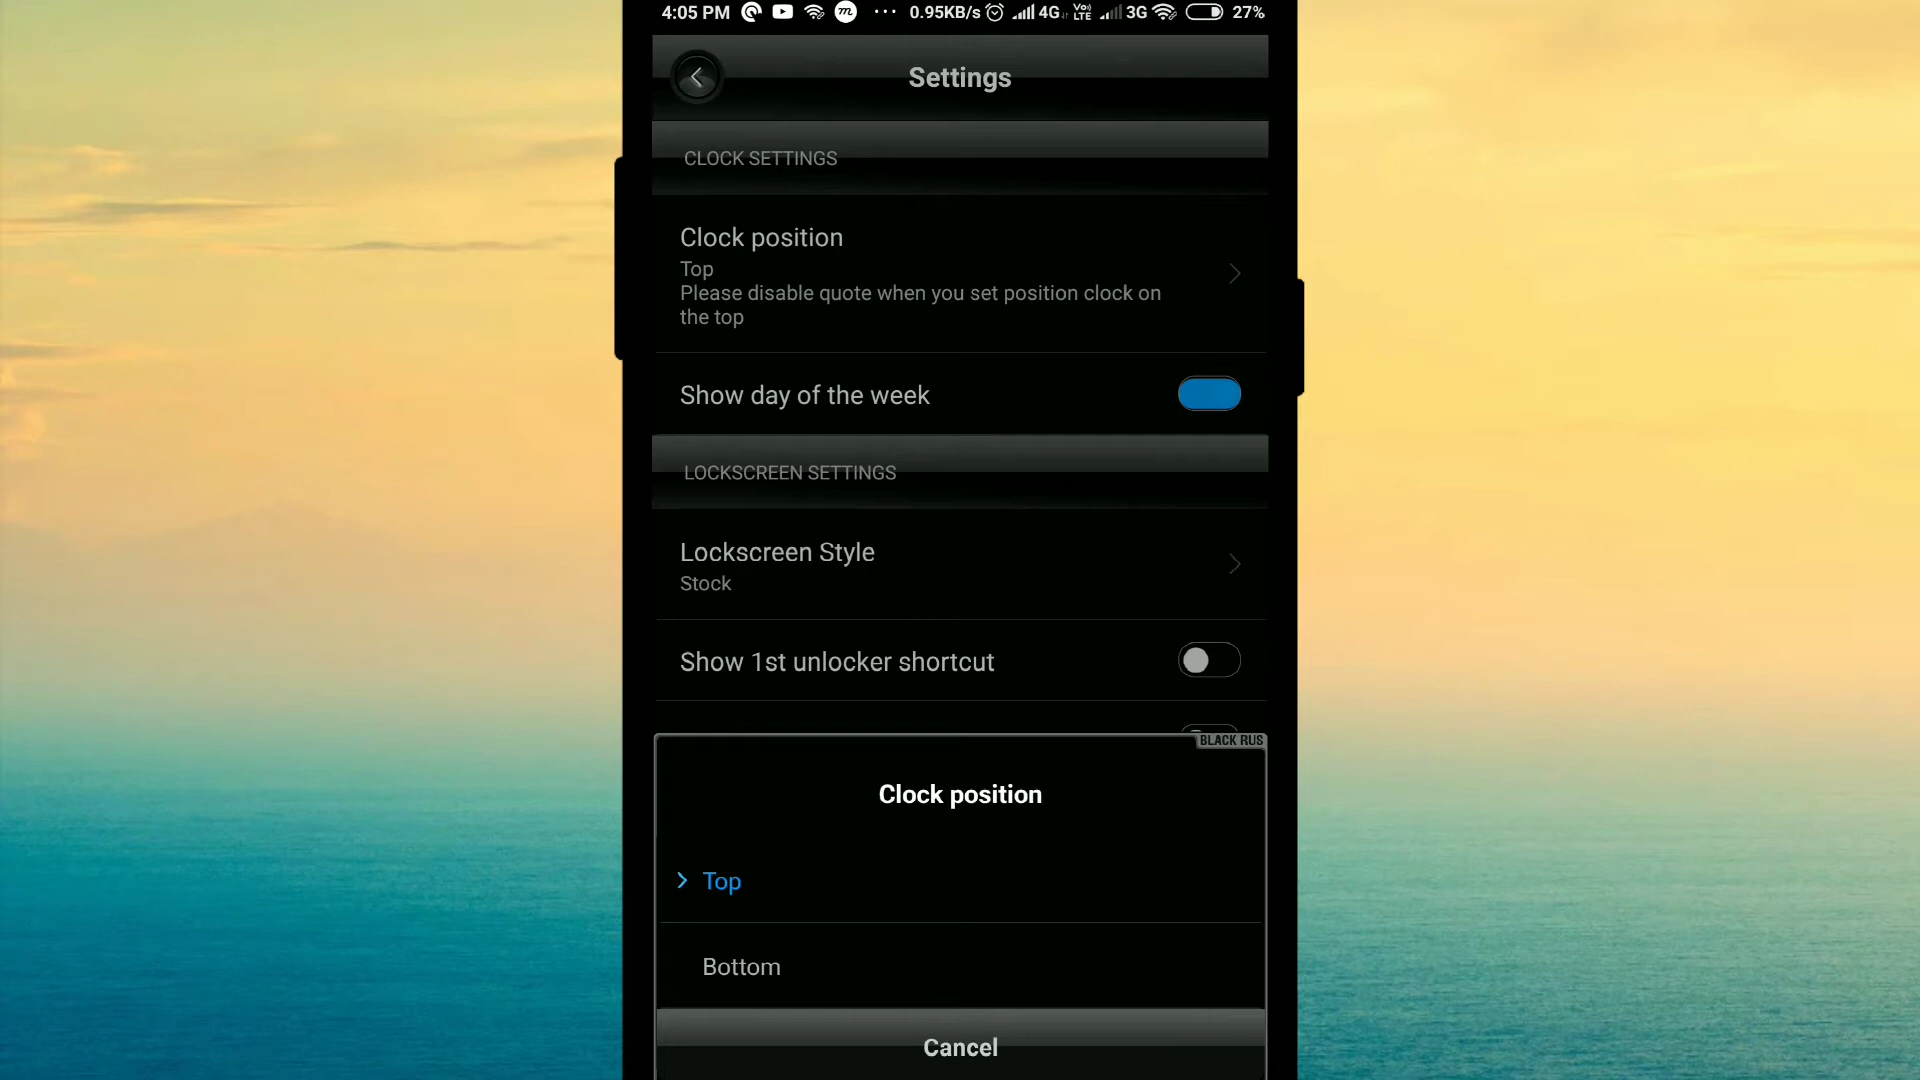 4:05 PM ... 0.95KB/s 4G Vo) LTE 3G 27%
Settings
CLOCK SETTINGS
Clock position
Top
Please disable quote when you set position clock on
the top
Show day of the week
LOCKSCREEN SETTINGS
Lockscreen Style
Stock
Show 1st unlocker shortcut
BLACK RUS
Clock position
Top
Bottom
Cancel